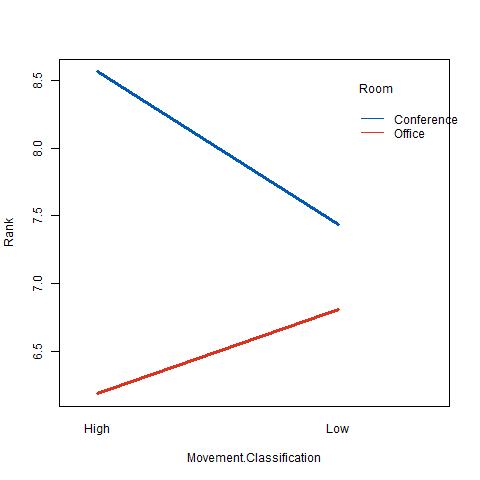 Room
Conference
Office
8.5
8.0
7.5
7.0
6.5
Rank
High Low
Movement.Classification